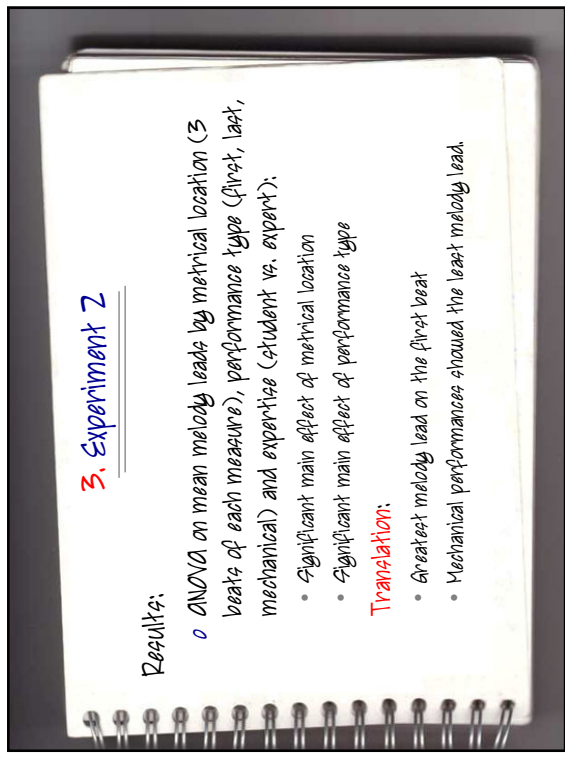 3. Experiment 2
Results:
o ANOVA on mean melody leads by metrical location (3
beats of each measure), performance type (first, last,
mechanical) and expertise (student vs. expert):
• Significant main effect of metrical location
• Significant main effect of performance type
Translation:
• Greatest melody lead on the first beat
• Mechanical performances showed the least melody lead.